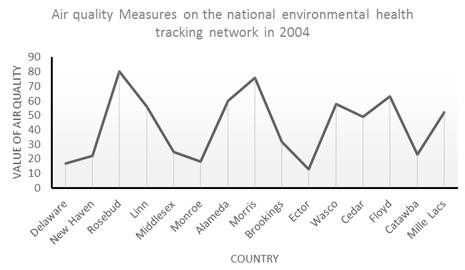 Air quality Measures on the national environmental health
tracking network in 2004
VALUE OF AIR QUALITY
90
80
70
60
50
40
30
20
10
0
Delaware
New Haven
Rosebud
Linn
Middlesex
Monroe
Alameda
Morris
Brookings
Ector
Wasco
Cedar
Floyd
Catawba
Mille Lacs
COUNTRY